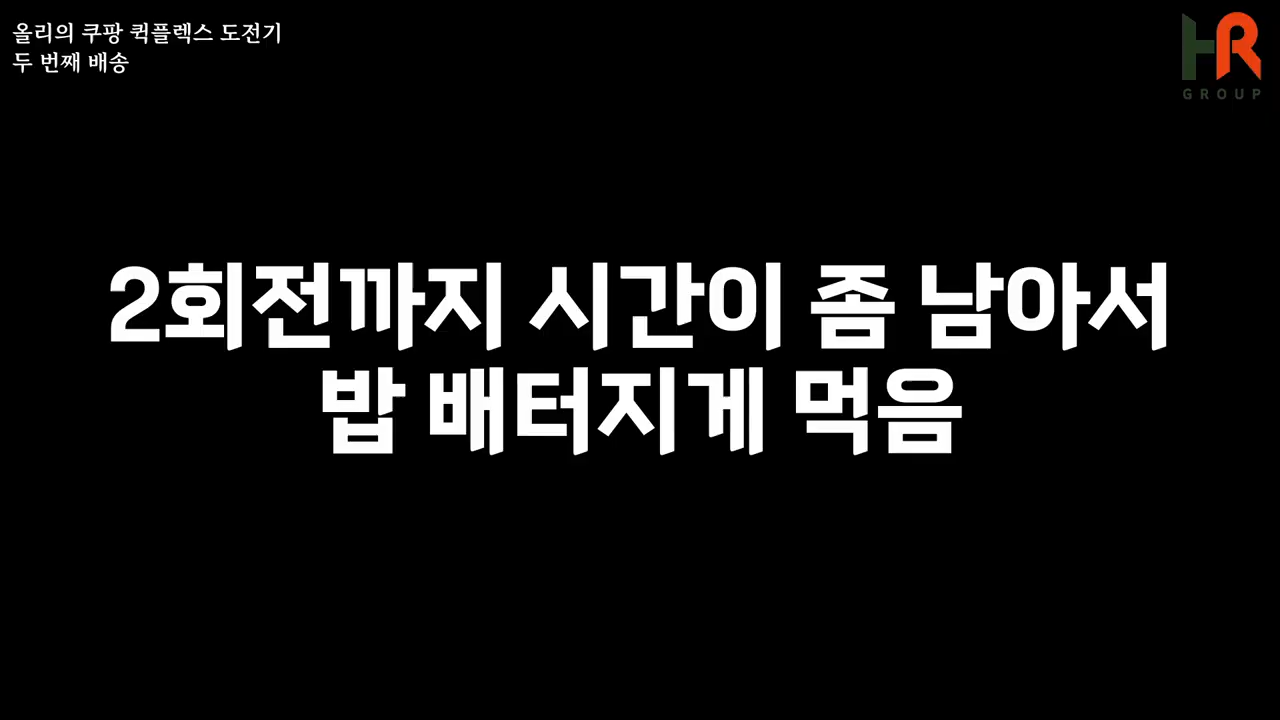 올리의 쿠팡 퀵플렉스 도전기
두 번째 배송
HR
GROUP
2회전까지 시간이 좀 남아서
밥 배터지게 먹음